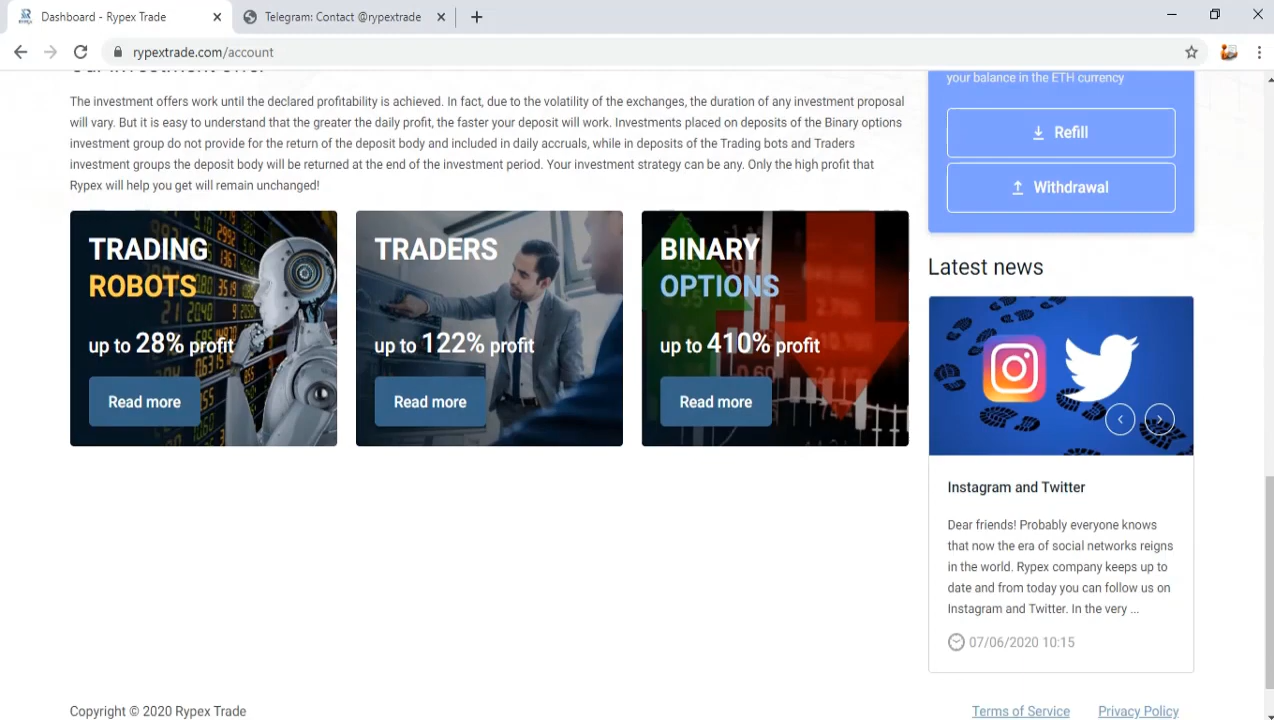 Dashboard - Rypex Trade
Telegram: Contact @rypextrade
rypextrade.com/account
Our investment offer
The investment offers work until the declared profitability is achieved. In fact, due to the volatility of the exchanges, the duration of any investment proposal
will vary. But it is easy to understand that the greater the daily profit, the faster your deposit will work. Investments placed on deposits of the Binary options
investment group do not provide for the return of the deposit body and included in daily accruals, while in deposits of the Trading bots and Traders
investment groups the deposit body will be returned at the end of the investment period. Your investment strategy can be any. Only the high profit that
Rypex will help you get will remain unchanged!
TRADING
ROBOTS
up to 28% profit
Read more
TRADERS
up to 122% profit
Read more
BINARY
OPTIONS
up to 410% profit
Read more
your balance in the ETH currency
Refill
Withdrawal
Latest news
Instagram and Twitter
Dear friends! Probably everyone knows
that now the era of social networks reigns
in the world. Rypex company keeps up to
date and from today you can follow us on
Instagram and Twitter. In the very ...
07/06/2020 10:15
Copyright © 2020 Rypex Trade
Terms of Service
Privacy Policy